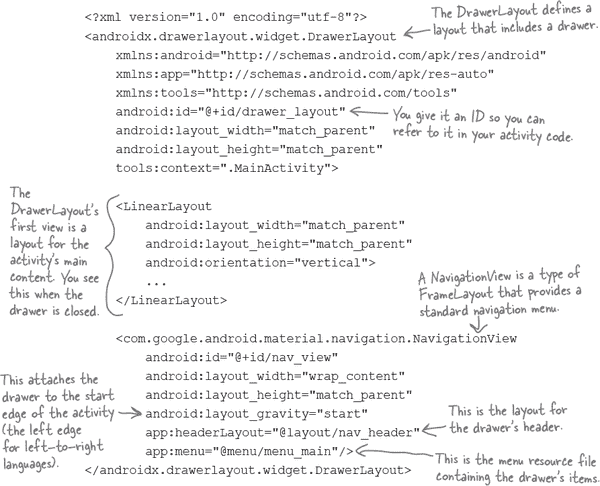 <?xml version="1.0" encoding="utf-8"?>
<androidx.drawerlayout.widget.DrawerLayout
The DrawerLayout defines a
layout that includes a drawer.
xmlns:android="http://schemas.android.com/apk/res/android"
xmlns:app="http://schemas.android.com/apk/res-auto"
xmlns:tools="http://schemas.android.com/tools"
android:id="@+id/drawer_layout"
android:layout_width="match_parent"
android:layout_height="match_parent"
tools:context=".MainActivity">
You give it an ID so you can
refer to it in your activity code.
The
DrawerLayout's
first view is a
layout for the
activity's main
content. You see
this when the
drawer is closed.
<LinearLayout
android:layout_width="match_parent"
android:layout_height="match_parent"
android:orientation="vertical">
...
</LinearLayout>
A NavigationView is a type of
FrameLayout that provides a
standard navigation menu.
<com.google.android.material.navigation.NavigationView
android:id="@+id/nav_view"
android:layout_width="wrap_content"
android:layout_height="match_parent"
android:layout_gravity="start"
app:headerLayout="@layout/nav_header"
app:menu="@menu/menu_main"/>
</androidx.drawerlayout.widget.DrawerLayout>
This attaches the
drawer to the start
edge of the activity
(the left edge
for left-to-right
languages).
This is the layout for
the drawer's header.
This is the menu resource file
containing the drawer's items.